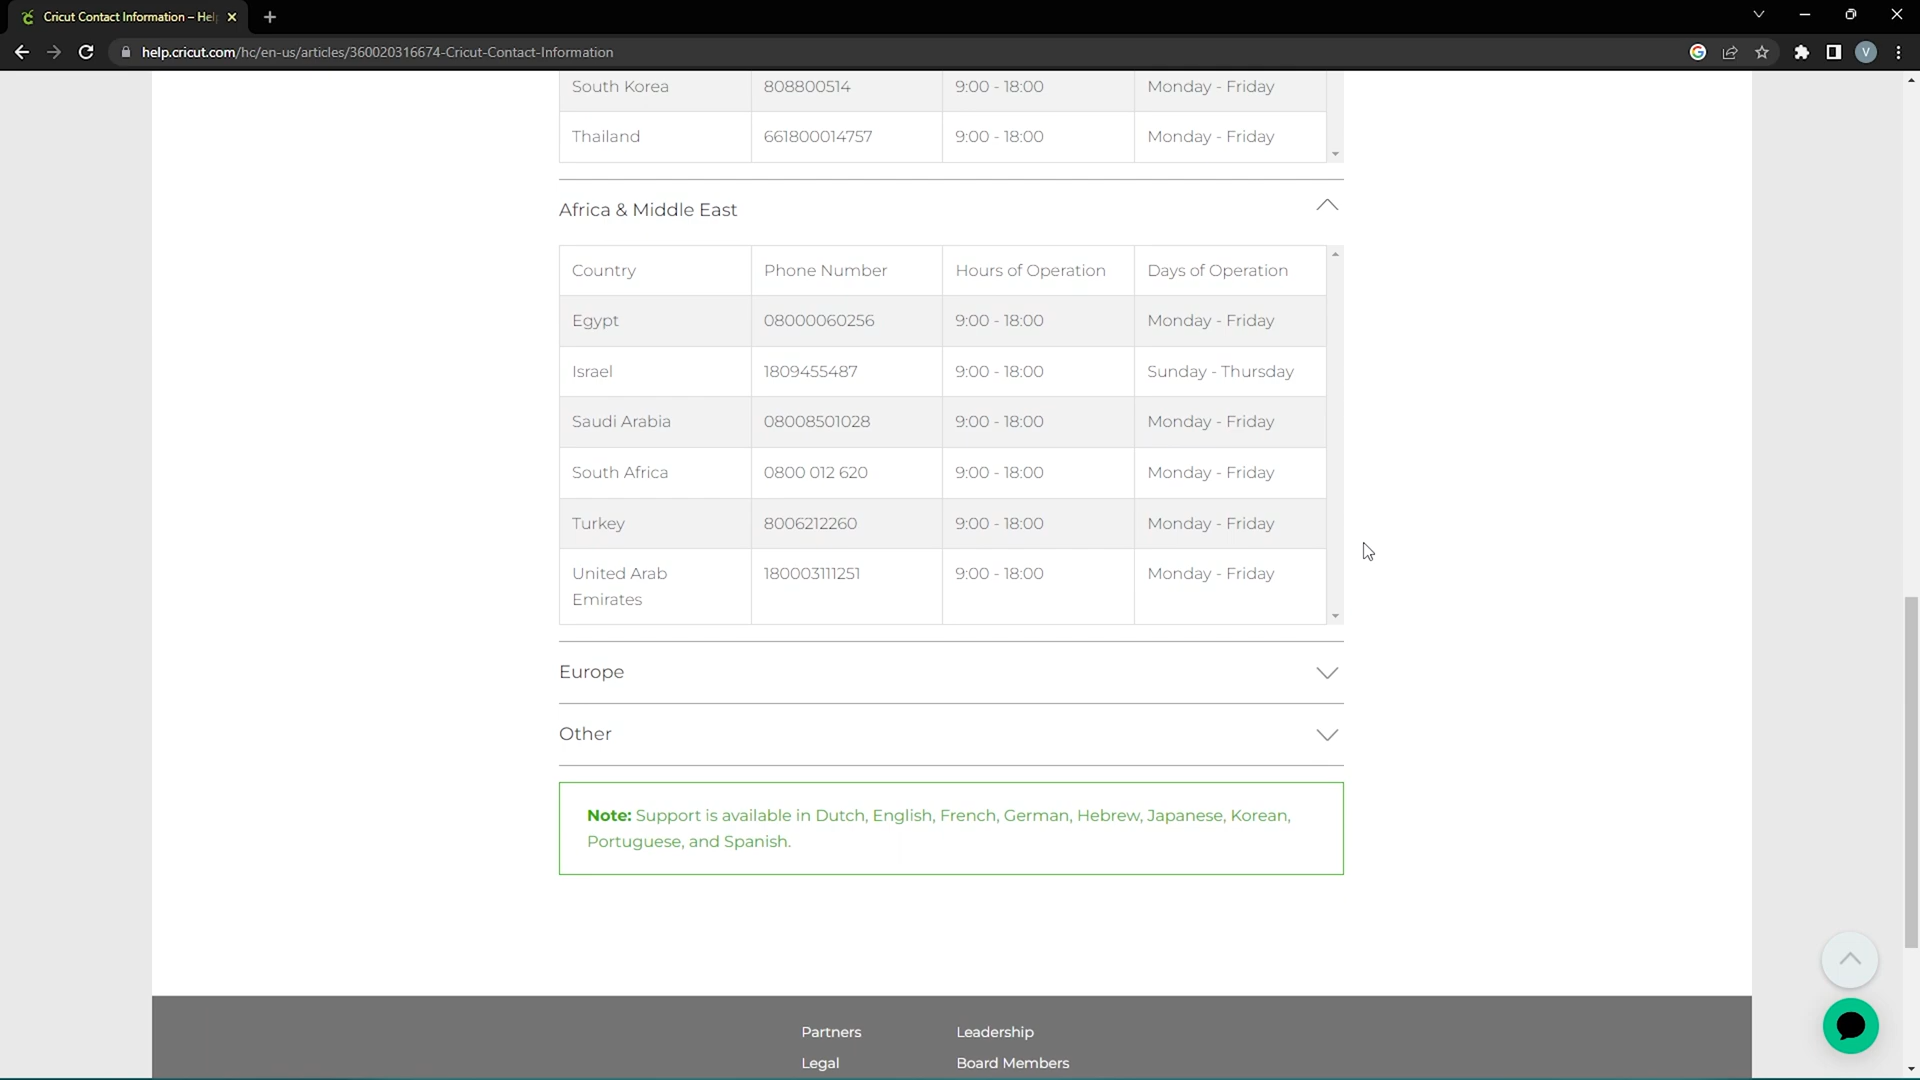 Cricut Contact Information – Hel
help.cricut.com/hc/en-us/articles/360020316674-Cricut-Contact-Information
V
South Korea 808800514 9:00 - 18:00 Monday - Friday
Thailand 661800014757 9:00 - 18:00 Monday - Friday
Africa & Middle East
Country Phone Number Hours of Operation Days of Operation
Egypt 08000060256 9:00 - 18:00 Monday - Friday
Israel 1809455487 9:00 - 18:00 Sunday - Thursday
Saudi Arabia 08008501028 9:00 - 18:00 Monday - Friday
South Africa 0800 012 620 9:00 - 18:00 Monday - Friday
Turkey 8006212260 9:00 - 18:00 Monday - Friday
United Arab 180003111251 9:00 - 18:00 Monday - Friday
Emirates
Europe
Other
Note: Support is available in Dutch, English, French, German, Hebrew, Japanese, Korean,
Portuguese, and Spanish.
Partners Leadership
Legal Board Members